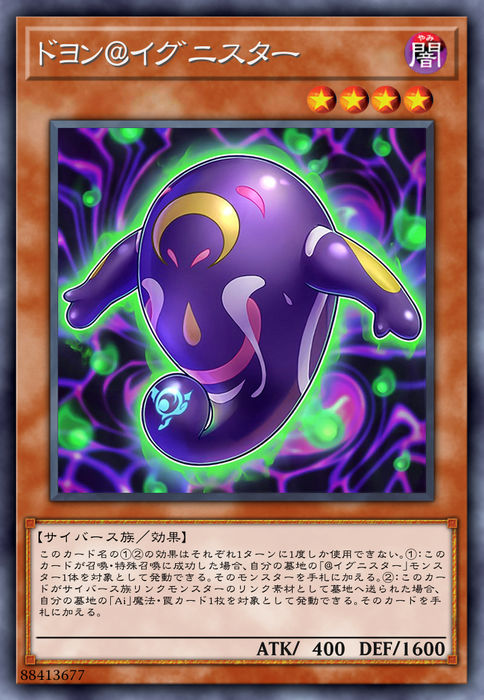 ドヨン@イグニスター
やみ
闇
【サイバース族／効果】
このカード名の①②の効果はそれぞれ1ターンに1度しか使用できない。①：この
カードが召喚・特殊召喚に成功した場合、自分の墓地の「@イグニスター」モンス
ター1体を対象として発動できる。そのモンスターを手札に加える。②：このカー
ドがサイバース族リンクモンスターのリンク素材として墓地へ送られた場合、
自分の墓地の「Ai」魔法・罠カード1枚を対象として発動できる。そのカードを手
札に加える。
ATK/ 400 DEF/1600
88413677